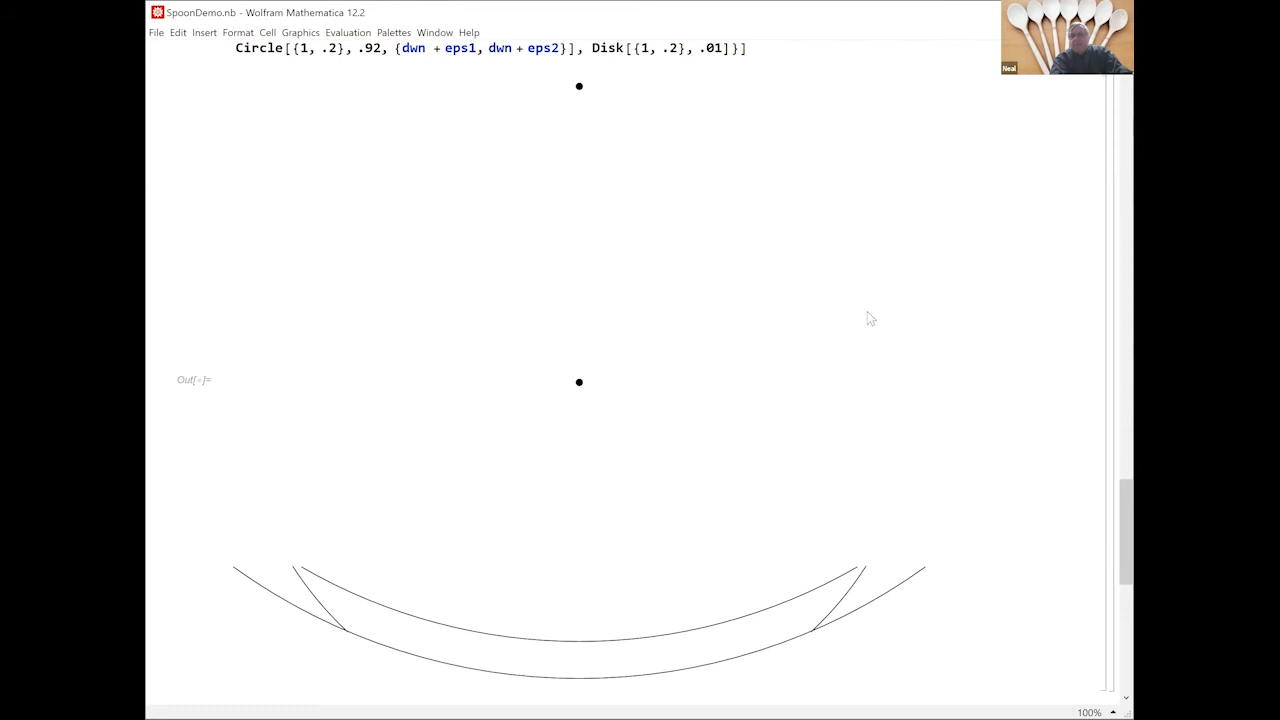 SpoonDemo.nb - Wolfram Mathematica 12.2
File Edit Insert Format Cell Graphics Evaluation Palettes Window Help
Circle[{1, .2}, .92, {dwn + eps1, dwn + eps2}], Disk[{1, .2}, .01]}]
Neal
Out[∘]=
100%